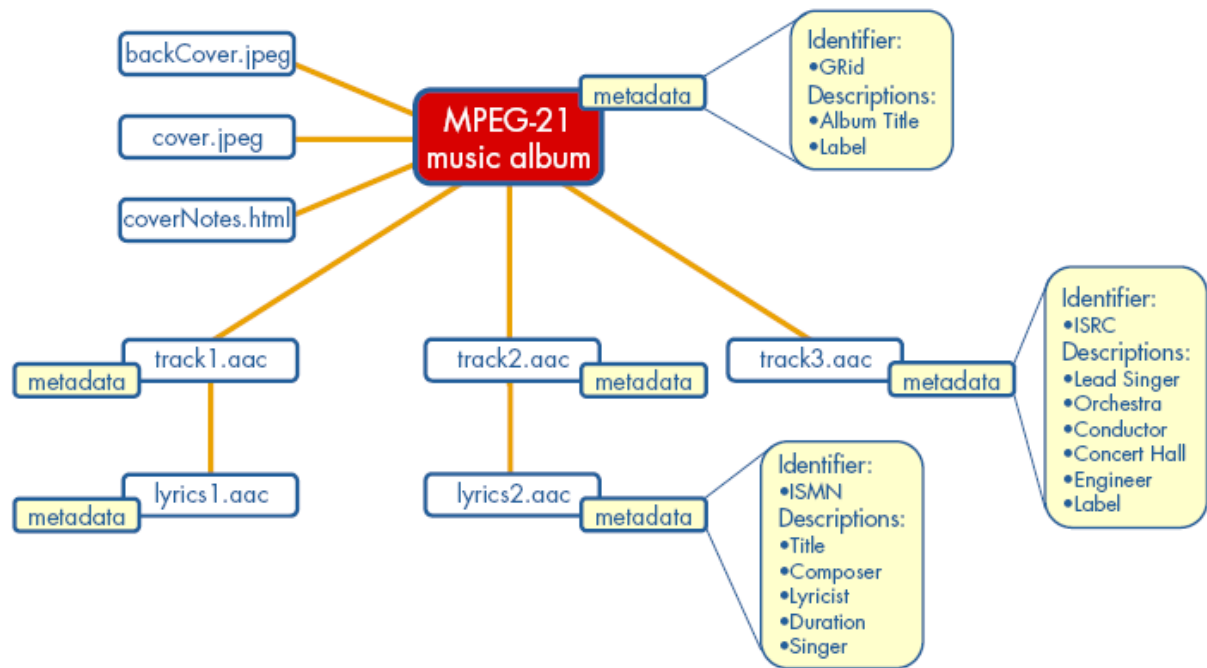 backCover.jpeg
cover.jpeg
coverNotes.html
MPEG-21
music album
metadata
Identifier:
•GRid
Descriptions:
•Album Title
•Label
track1.aac
metadata
lyrics1.aac
metadata
track2.aac
metadata
lyrics2.aac
metadata
Identifier:
•ISMN
Descriptions:
•Title
•Composer
•Lyricist
•Duration
•Singer
track3.aac
metadata
Identifier:
•ISRC
Descriptions:
•Lead Singer
•Orchestra
•Conductor
•Concert Hall
•Engineer
•Label